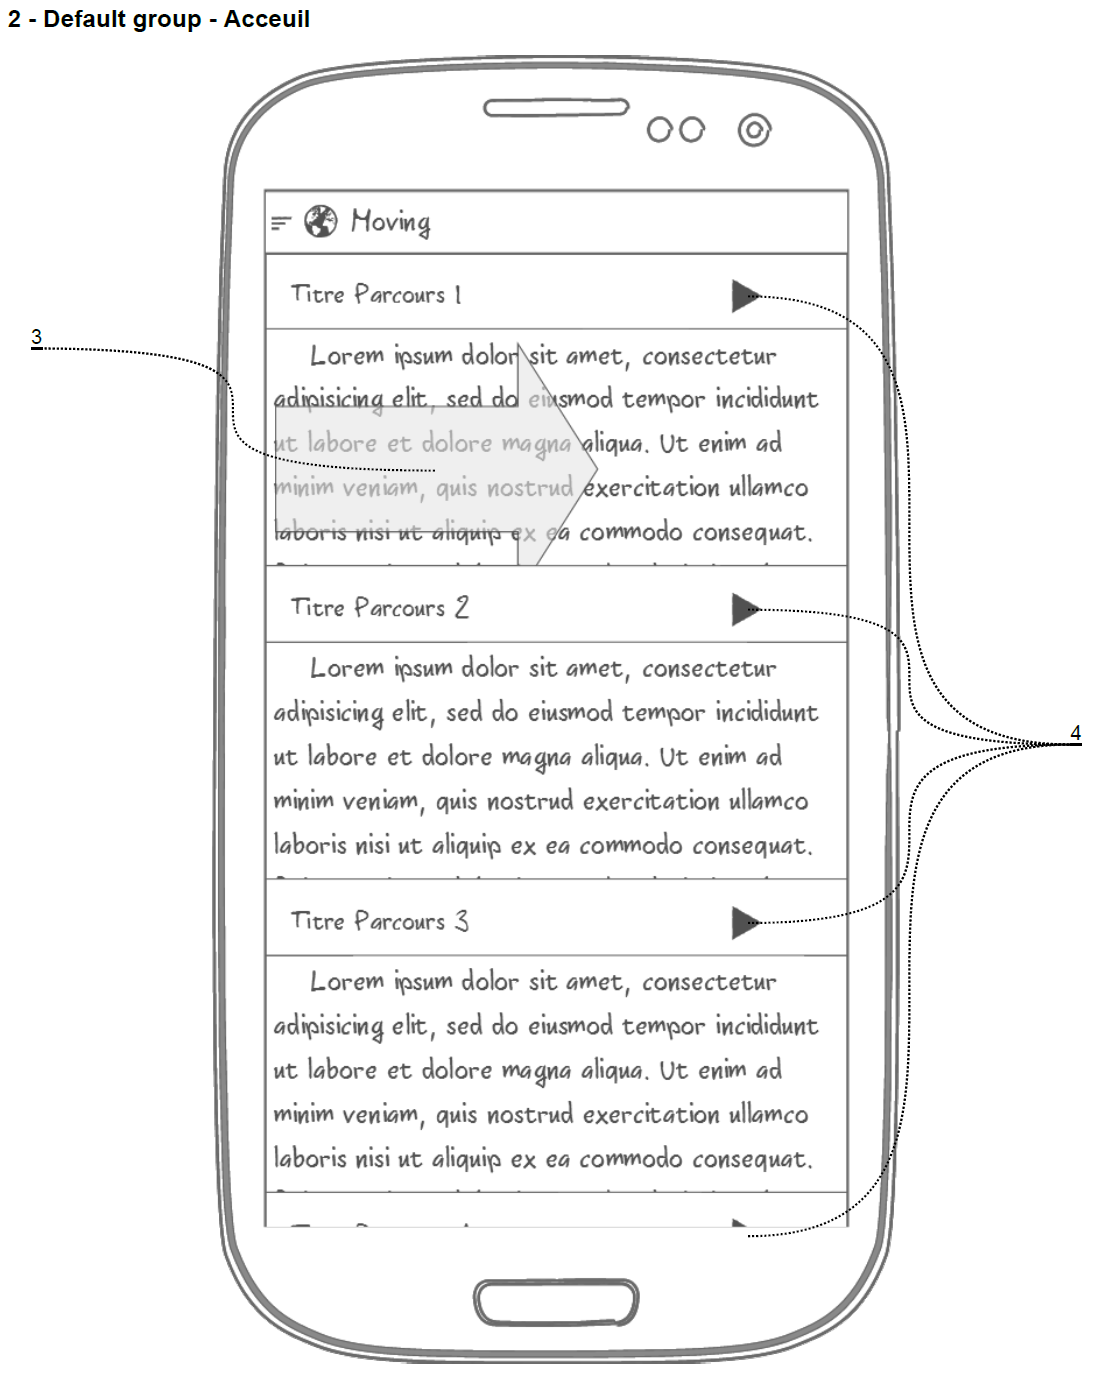 2 - Default group - Acceuil
Moving
Titre Parcours 1
3
Lorem ipsum dolor sit amet, consectetur
adipisicing elit, sed do eiusmod tempor incididunt
ut labore et dolore magna aliqua. Ut enim ad
minim veniam, quis nostrud exercitation ullamco
laboris nisi ut aliquip ex ea commodo consequat.
Titre Parcours 2
Lorem ipsum dolor sit amet, consectetur
adipisicing elit, sed do eiusmod tempor incididunt
4
ut labore et dolore magna aliqua. Ut enim ad
minim veniam, quis nostrud exercitation ullamco
laboris nisi ut aliquip ex ea commodo consequat.
Titre Parcours 3
Lorem ipsum dolor sit amet, consectetur
adipisicing elit, sed do eiusmod tempor incididunt
ut labore et dolore magna aliqua. Ut enim ad
minim veniam, quis nostrud exercitation ullamco
laboris nisi ut aliquip ex ea commodo consequat.